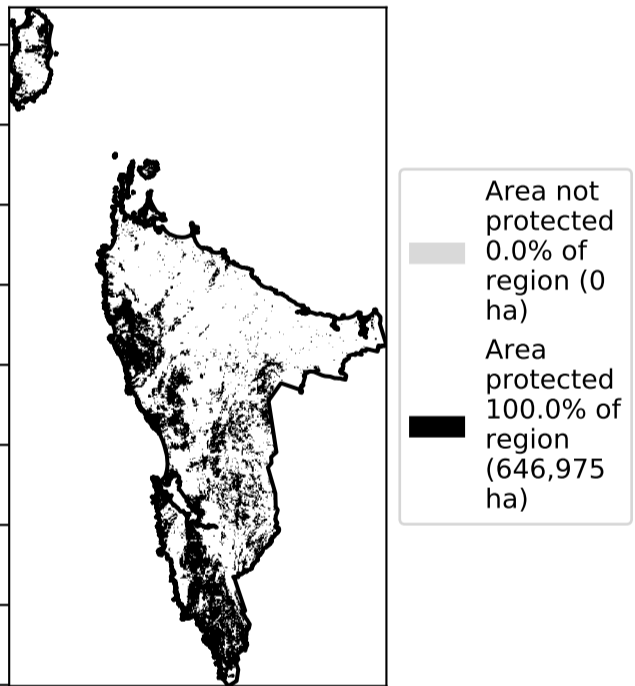 Area not
protected
0.0% of
region (0
ha)
Area
protected
100.0% of
region
(646,975
ha)